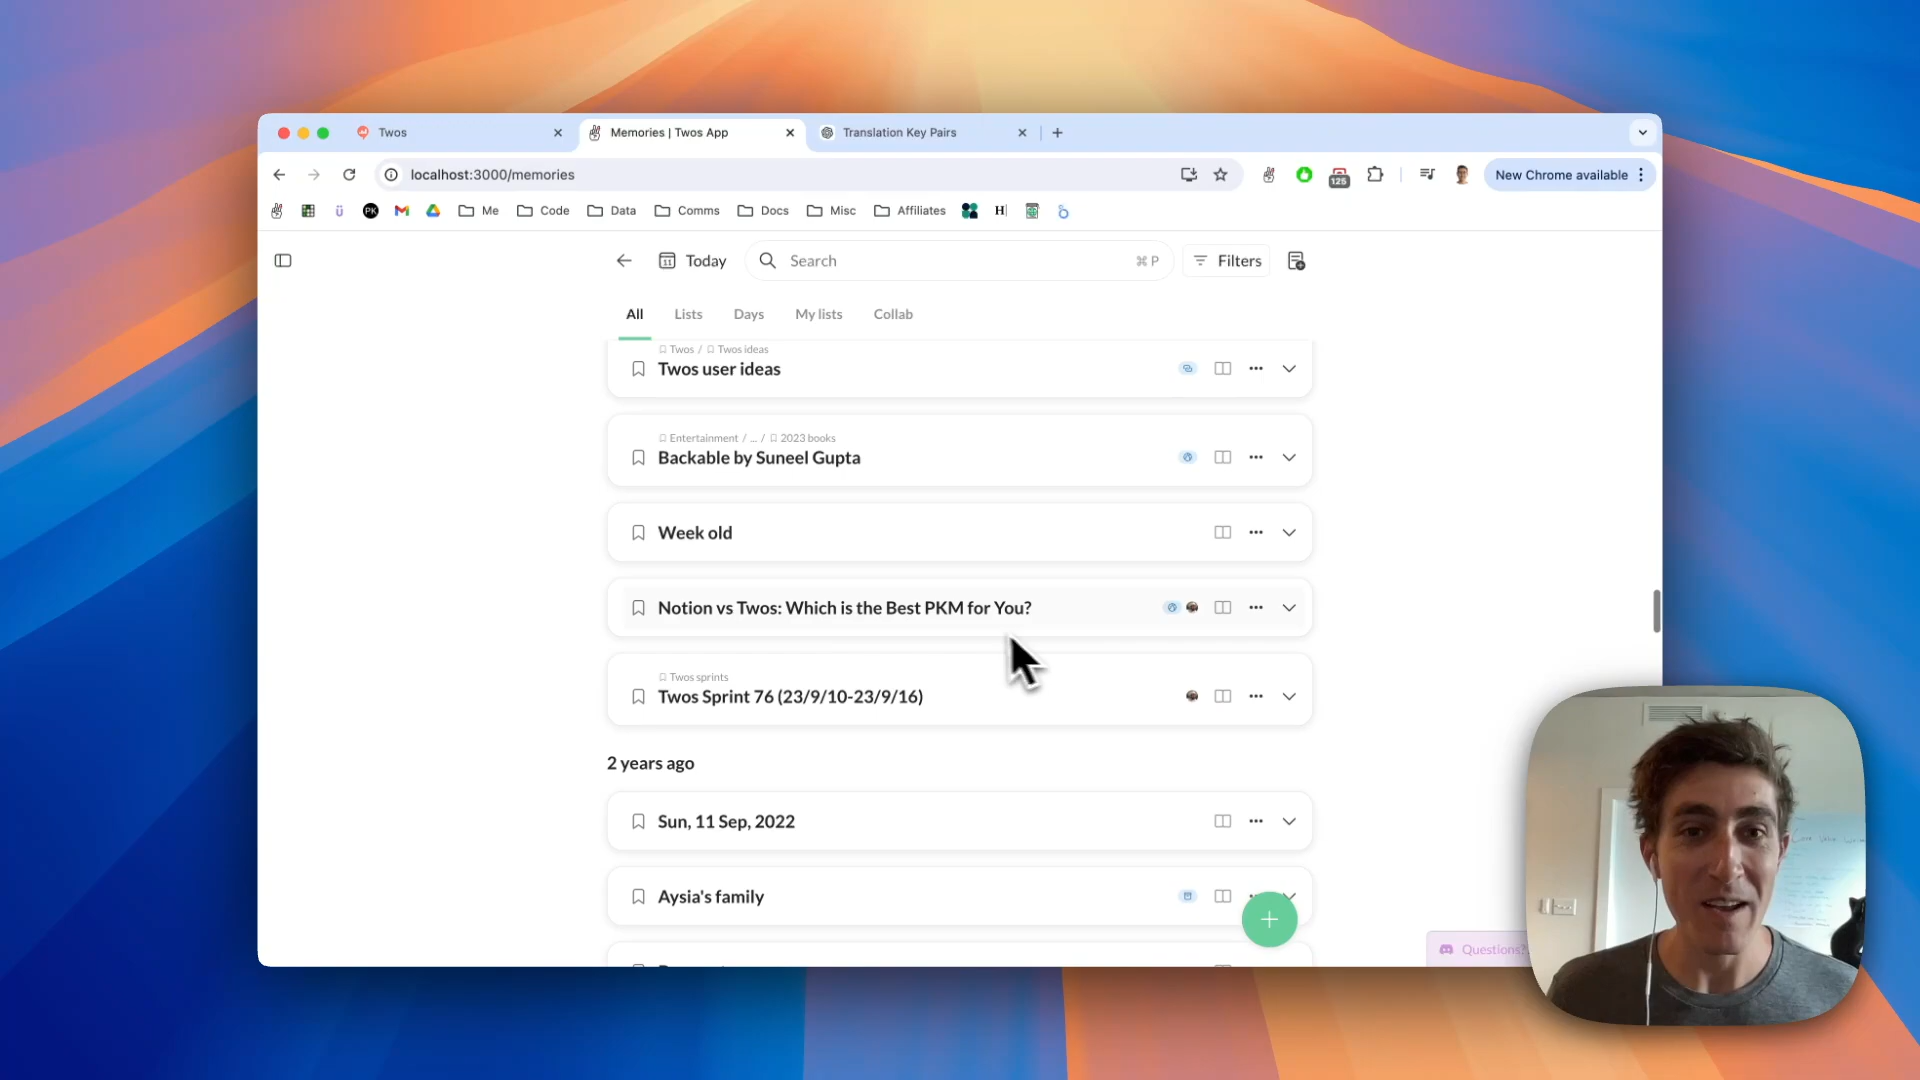 Twos
Memories | Twos App
Translation Key Pairs
localhost:3000/memories
125
New Chrome available
ü
PK
Me
Code
Data
Comms
Docs
Misc
Affiliates
H
11
Today
Search
⌘ P
Filters
All
Lists
Days
My lists
Collab
Twos / Twos ideas
Twos user ideas
Entertainment / ... / 2023 books
Backable by Suneel Gupta
Week old
Notion vs Twos: Which is the Best PKM for You?
Twos sprints
Twos Sprint 76 (23/9/10-23/9/16)
2 years ago
Sun, 11 Sep, 2022
Aysia's family
Questions?